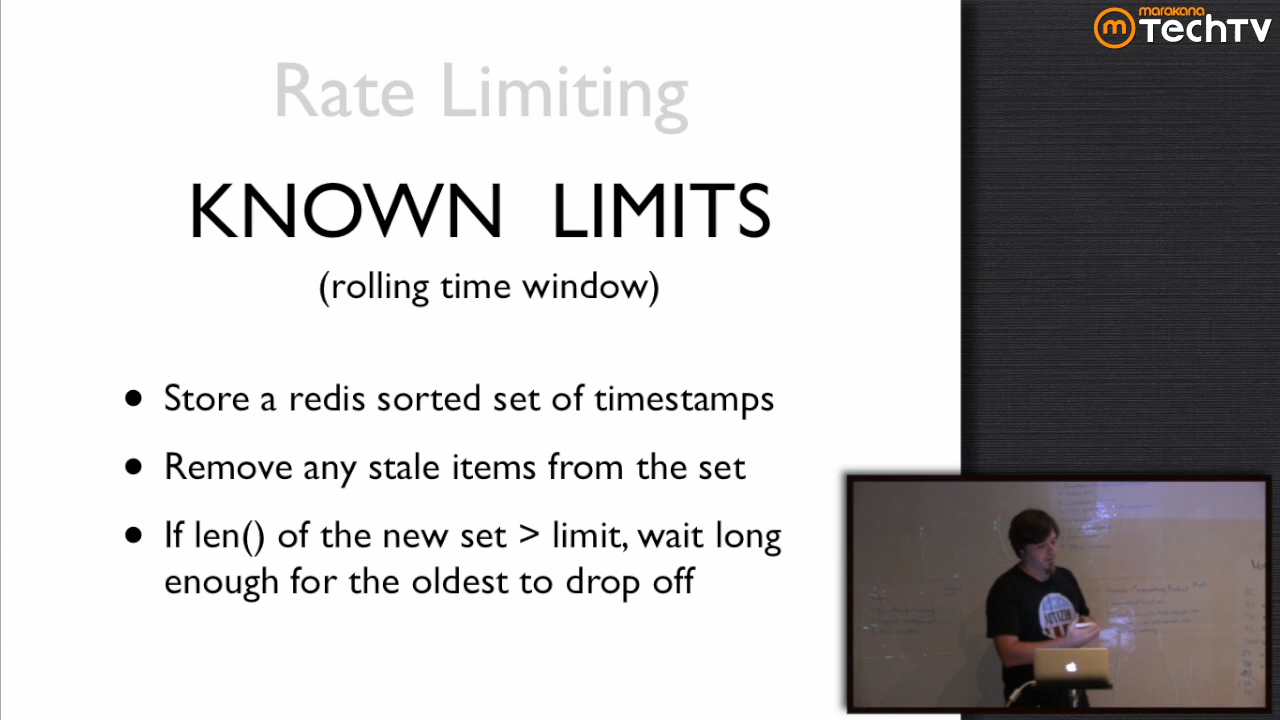 marakana
TechTV
Rate Limiting
KNOWN LIMITS
(rolling time window)
• Store a redis sorted set of timestamps
• Remove any stale items from the set
• If len() of the new set > limit, wait long
enough for the oldest to drop off